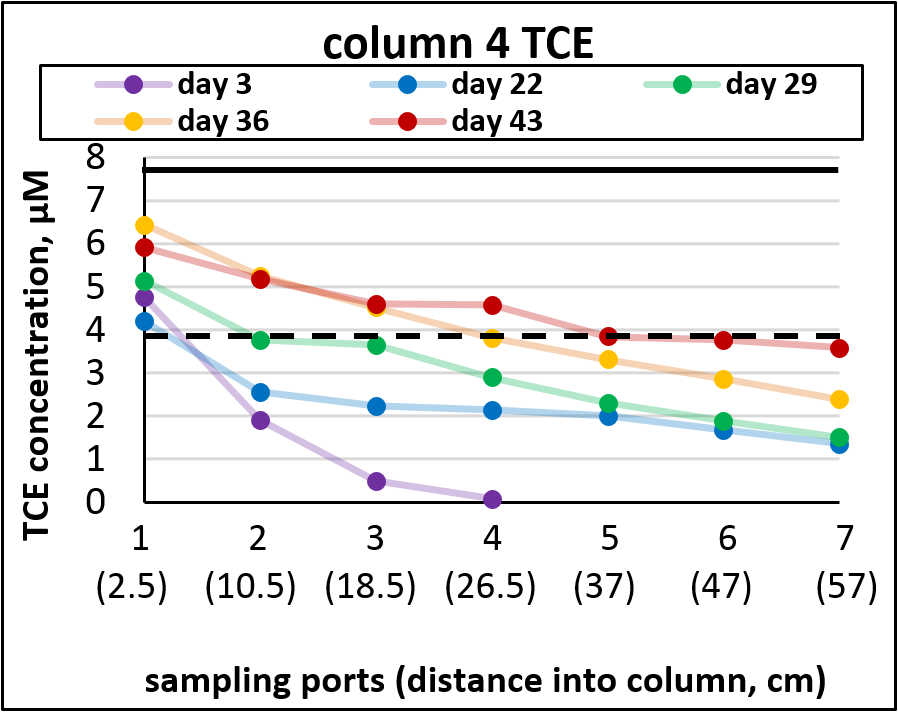 column 4 TCE
day 3 day 22 day 29
day 36 day 43
TCE concentration, µM
8
7
6
5
4
3
2
1
0
1 2 3 4 5 6 7
(2.5) (10.5) (18.5) (26.5) (37) (47) (57)
sampling ports (distance into column, cm)